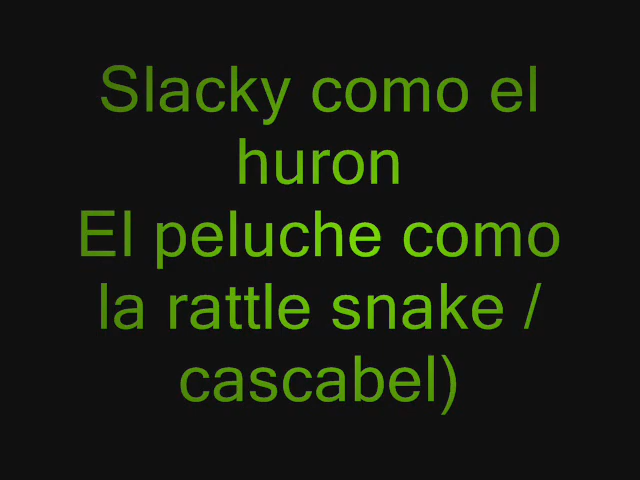 Slacky como el
huron
El peluche como
la rattle snake /
cascabel)